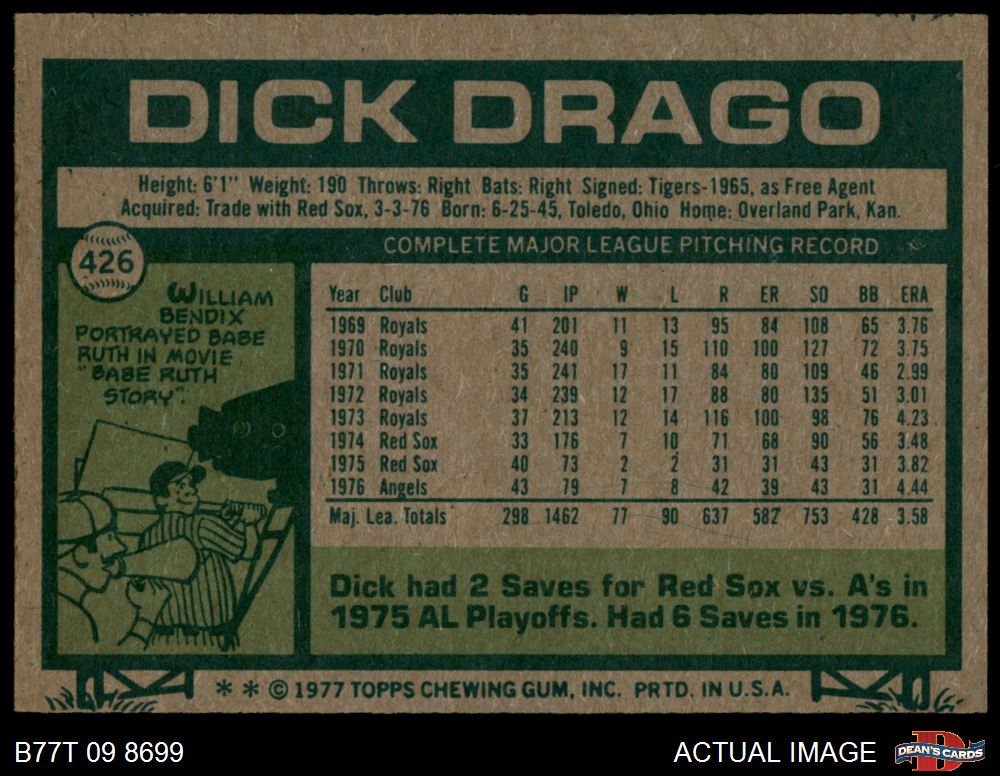 DICK DRAGO
Height: 6'1" Weight: 190 Throws: Right Bats: Right Signed: Tigers-1965, as Free Agent
Acquired: Trade with Red Sox, 3-3-76 Born: 6-25-45, Toledo, Ohio Home: Overland Park, Kan.
426
WILLIAM
BENDIX
PORTRAYED BABE
RUTH IN MOVIE
"BABE RUTH
STORY".
COMPLETE MAJOR LEAGUE PITCHING RECORD
Year Club G IP W L R ER SO BB ERA
1969 Royals 41 201 11 13 95 84 108 65 3.76
1970 Royals 35 240 9 15 110 100 127 72 3.75
1971 Royals 35 241 17 11 84 80 109 46 2.99
1972 Royals 34 239 12 17 88 80 135 51 3.01
1973 Royals 37 213 12 14 116 100 98 76 4.23
1974 Red Sox 33 176 7 10 71 68 90 56 3.48
1975 Red Sox 40 73 2 2 31 31 43 31 3.82
1976 Angels 43 79 7 8 42 39 43 31 4.44
Maj. Lea. Totals 298 1462 77 90 637 582 753 428 3.58
Dick had 2 Saves for Red Sox vs. A's in
1975 AL Playoffs. Had 6 Saves in 1976.
* * © 1977 TOPPS CHEWING GUM, INC. PRTD. IN U.S.A.
B77T 09 8699
ACTUAL IMAGE
D
DEAN'S CARDS